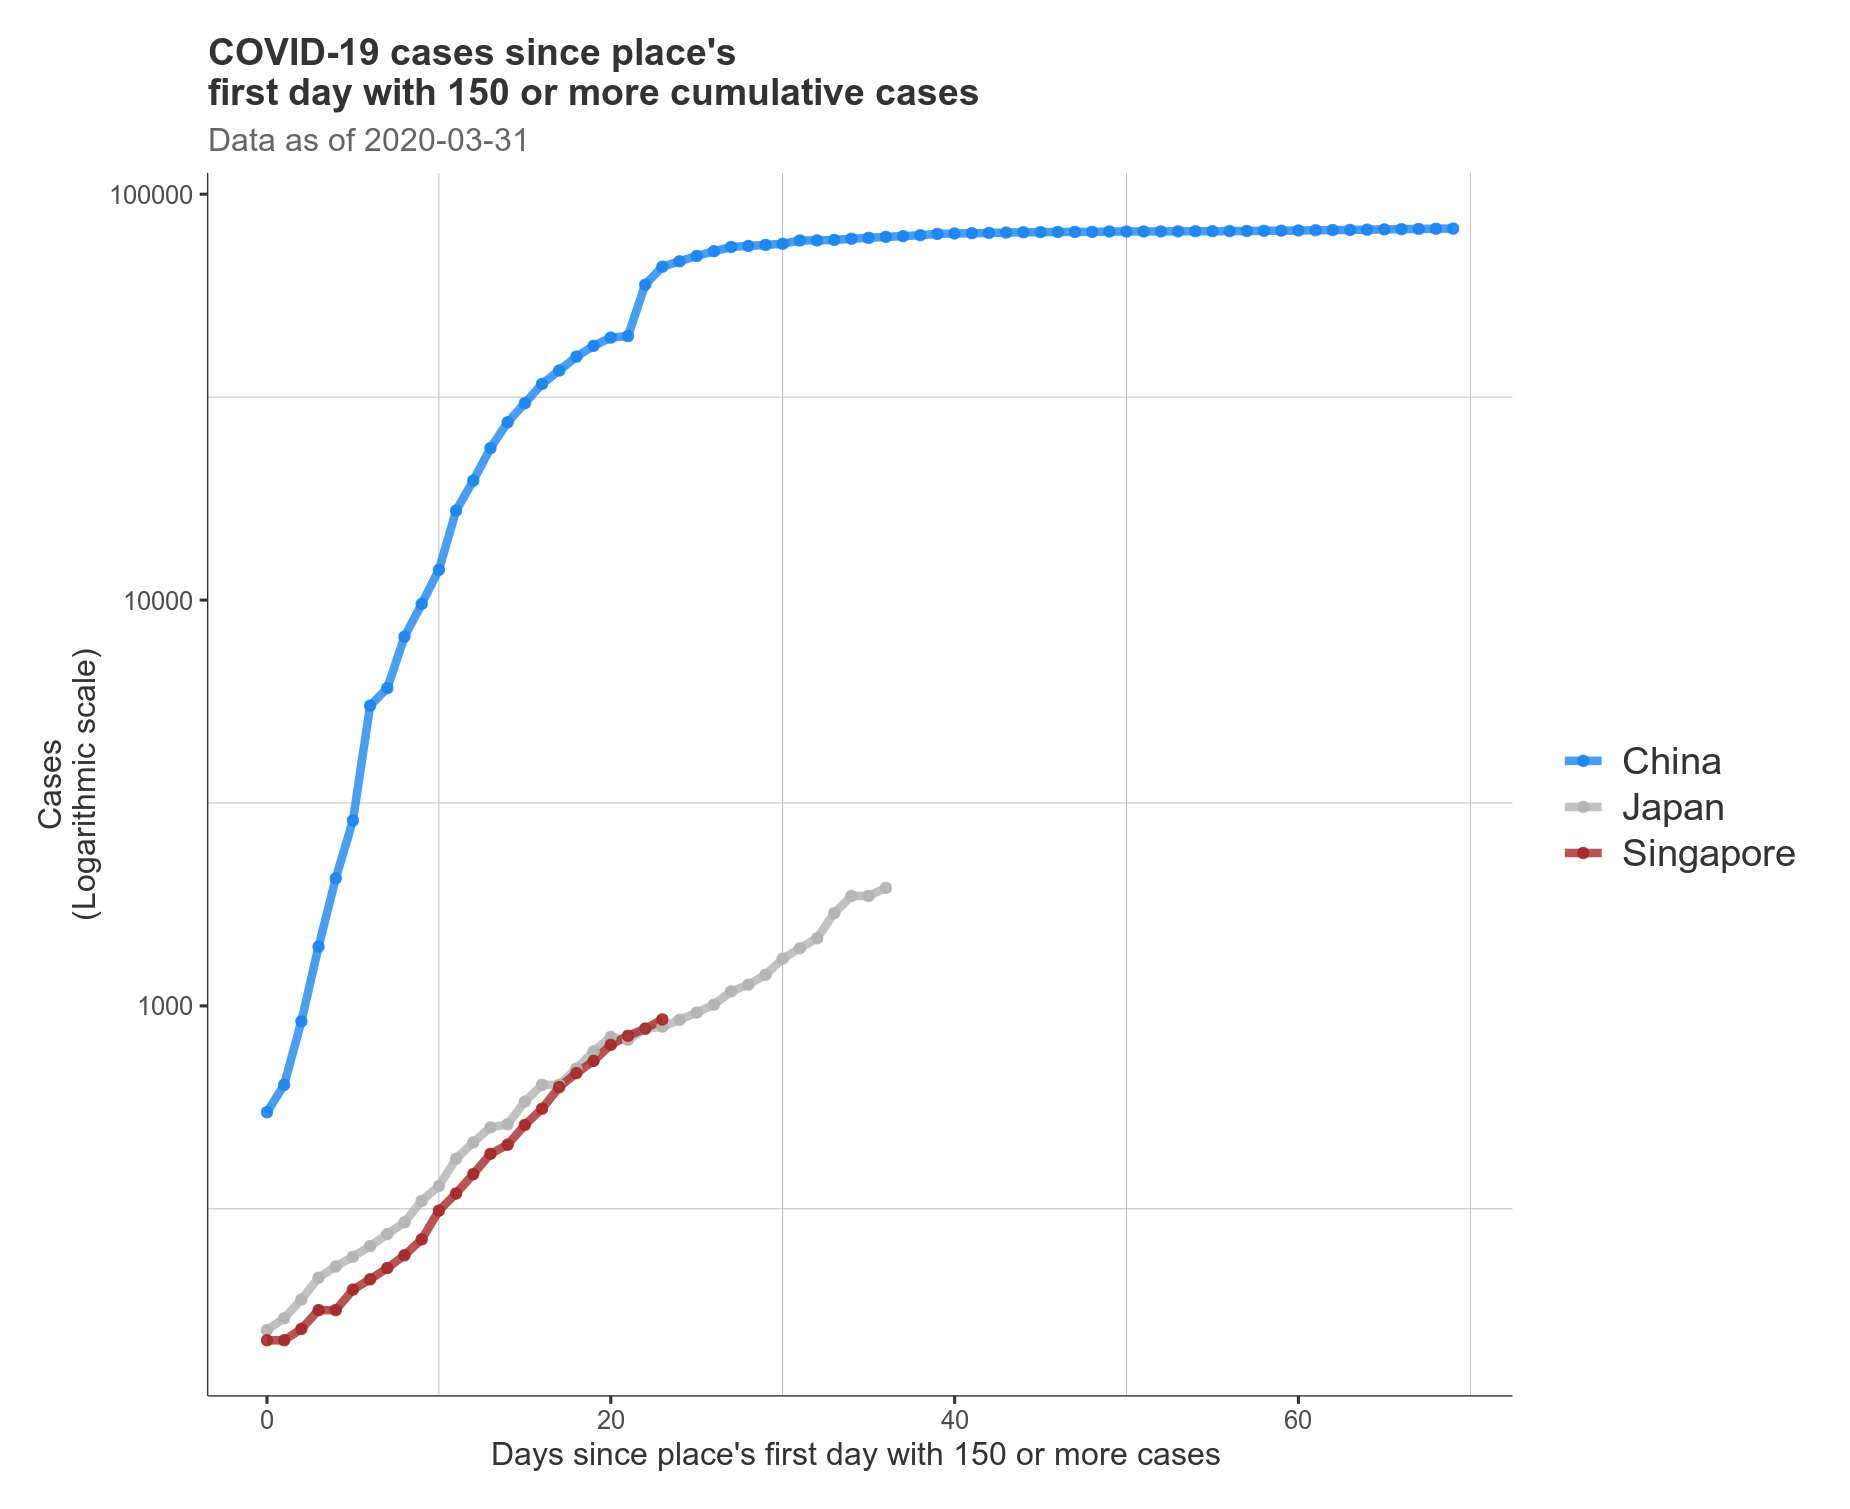 COVID-19 cases since place's
first day with 150 or more cumulative cases
Data as of 2020-03-31
100000
10000
1000
Cases
(Logarithmic scale)
0
20
40
60
Days since place's first day with 150 or more cases
China
Japan
Singapore